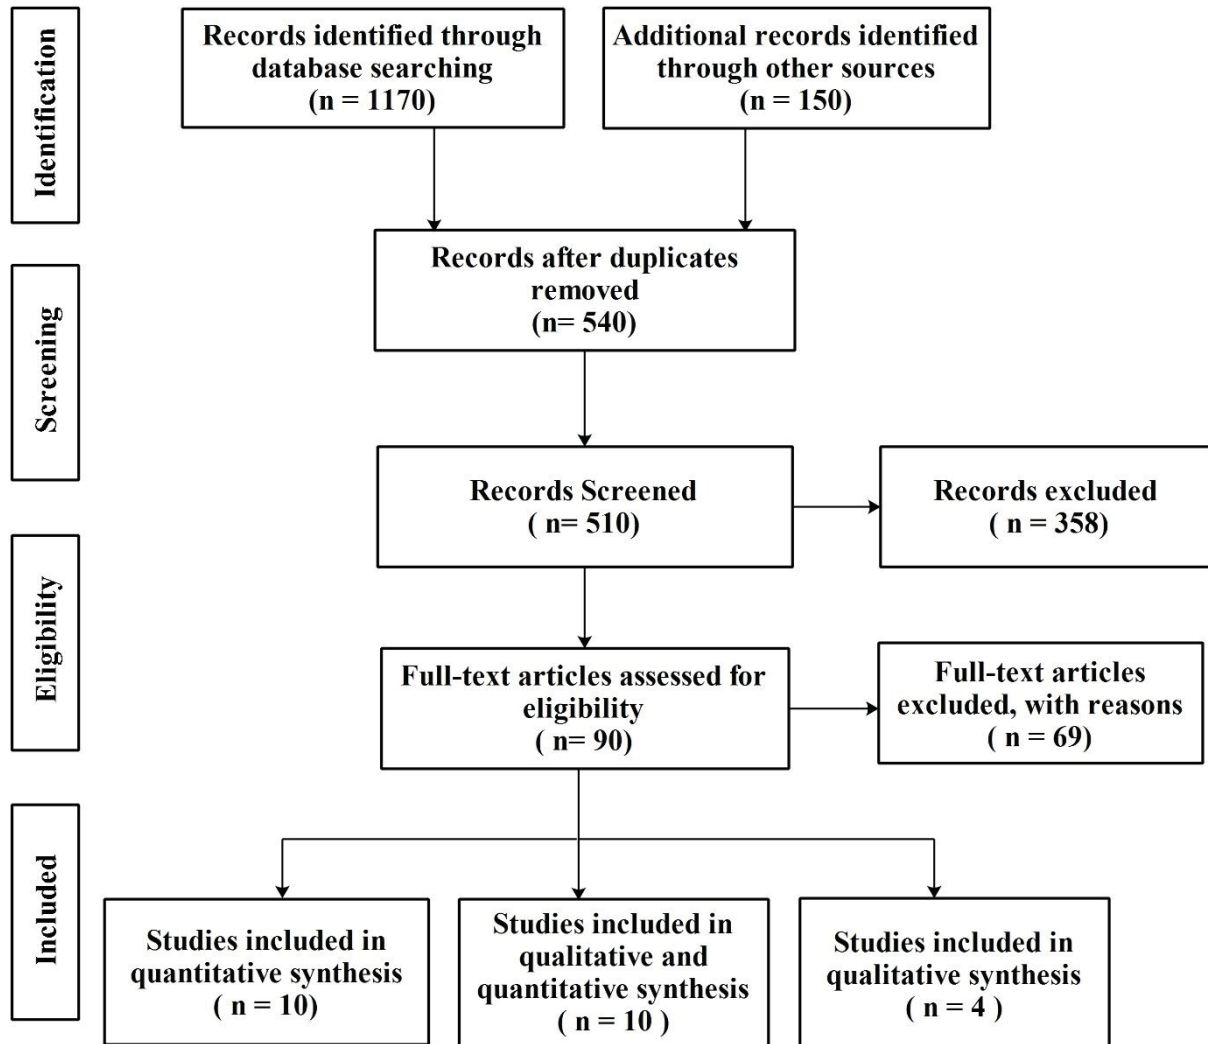 Identification
Records identified through
database searching
(n = 1170)
Additional records identified
through other sources
(n = 150)
Screening
Records after duplicates
removed
(n= 540)
Records Screened
( n= 510)
Records excluded
( n = 358)
Eligibility
Full-text articles assessed for
eligibility
( n= 90)
Full-text articles
excluded, with reasons
( n = 69)
Included
Studies included in
quantitative synthesis
( n = 10)
Studies included in
qualitative and
quantitative synthesis
( n = 10 )
Studies included in
qualitative synthesis
( n = 4 )